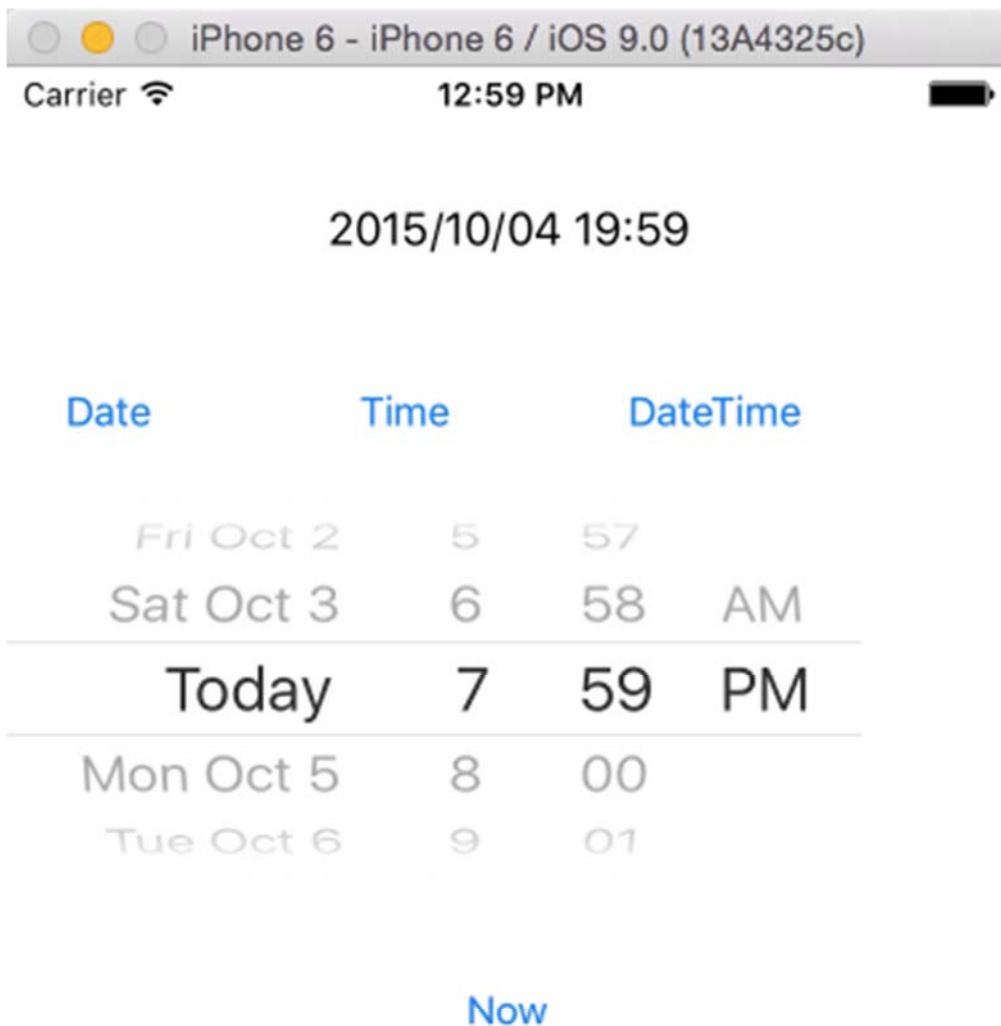 iPhone 6 - iPhone 6 / iOS 9.0 (13A4325c)
Carrier 12:59 PM
2015/10/04 19:59
Date Time DateTime
Fri Oct 2 5 57
Sat Oct 3 6 58 AM
Today 7 59 PM
Mon Oct 5 8 00
Tue Oct 6 9 01
Now